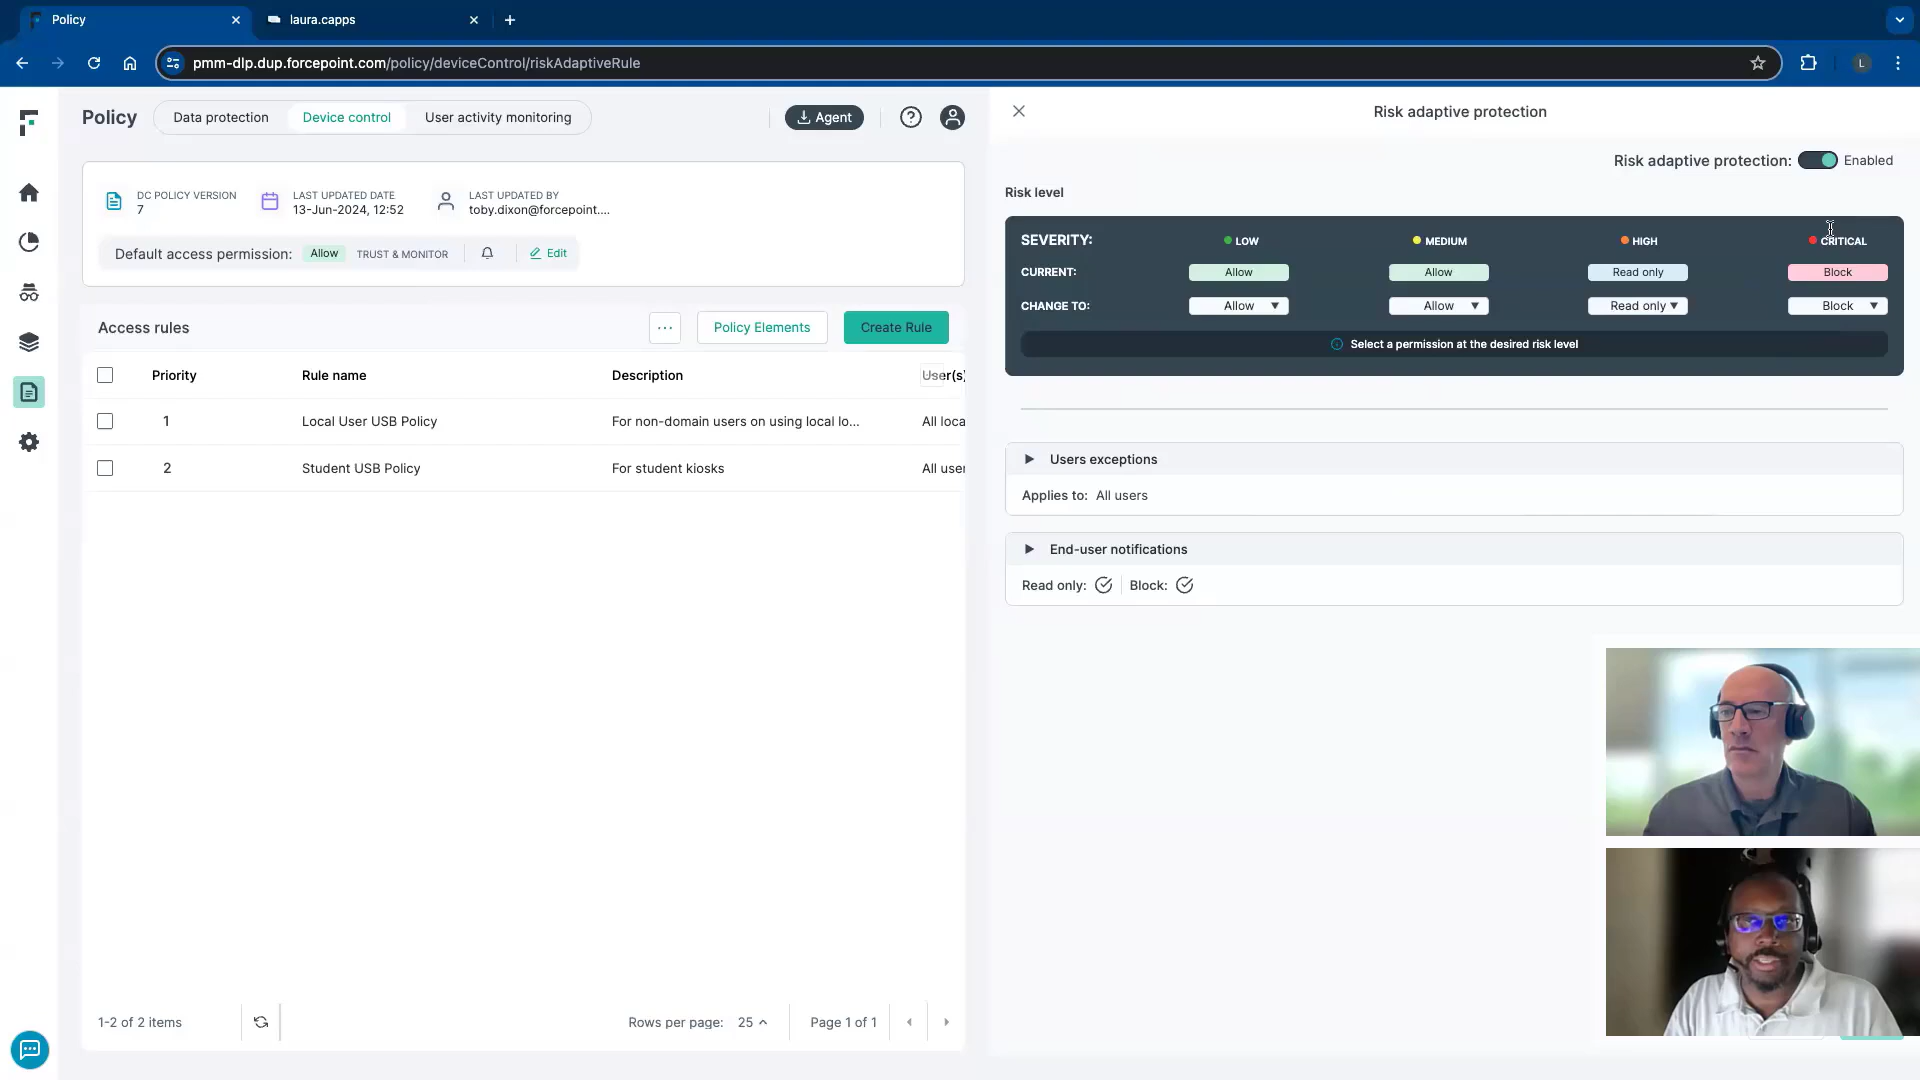 Policy
laura.capps
pmm-dlp.dup.forcepoint.com/policy/deviceControl/riskAdaptiveRule
L
Policy
Data protection
Device control
User activity monitoring
Agent
DC POLICY VERSION
7
LAST UPDATED DATE
13-Jun-2024, 12:52
LAST UPDATED BY
toby.dixon@forcepoint....
Default access permission: Allow TRUST & MONITOR Edit
Access rules
... Policy Elements Create Rule
Priority Rule name Description User(s)
1 Local User USB Policy For non-domain users on using local lo... All loca
2 Student USB Policy For student kiosks All user
1-2 of 2 items
Rows per page: 25
Page 1 of 1
Risk adaptive protection
Risk adaptive protection: Enabled
Risk level
SEVERITY: LOW MEDIUM HIGH CRITICAL
CURRENT: Allow Allow Read only Block
CHANGE TO: Allow Allow Read only Block
Select a permission at the desired risk level
Users exceptions
Applies to: All users
End-user notifications
Read only: Block: